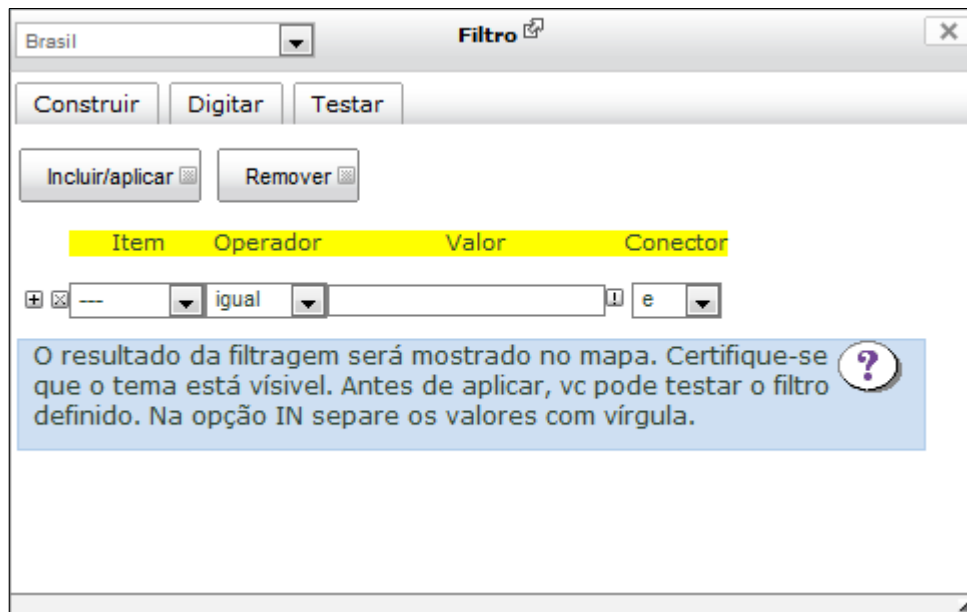 Brasil
Filtro
Construir Digitar Testar
Incluir/aplicar Remover
Item Operador Valor Conector
--- igual e
O resultado da filtragem será mostrado no mapa. Certifique-se
que o tema está vísivel. Antes de aplicar, vc pode testar o filtro
definido. Na opção IN separe os valores com vírgula.